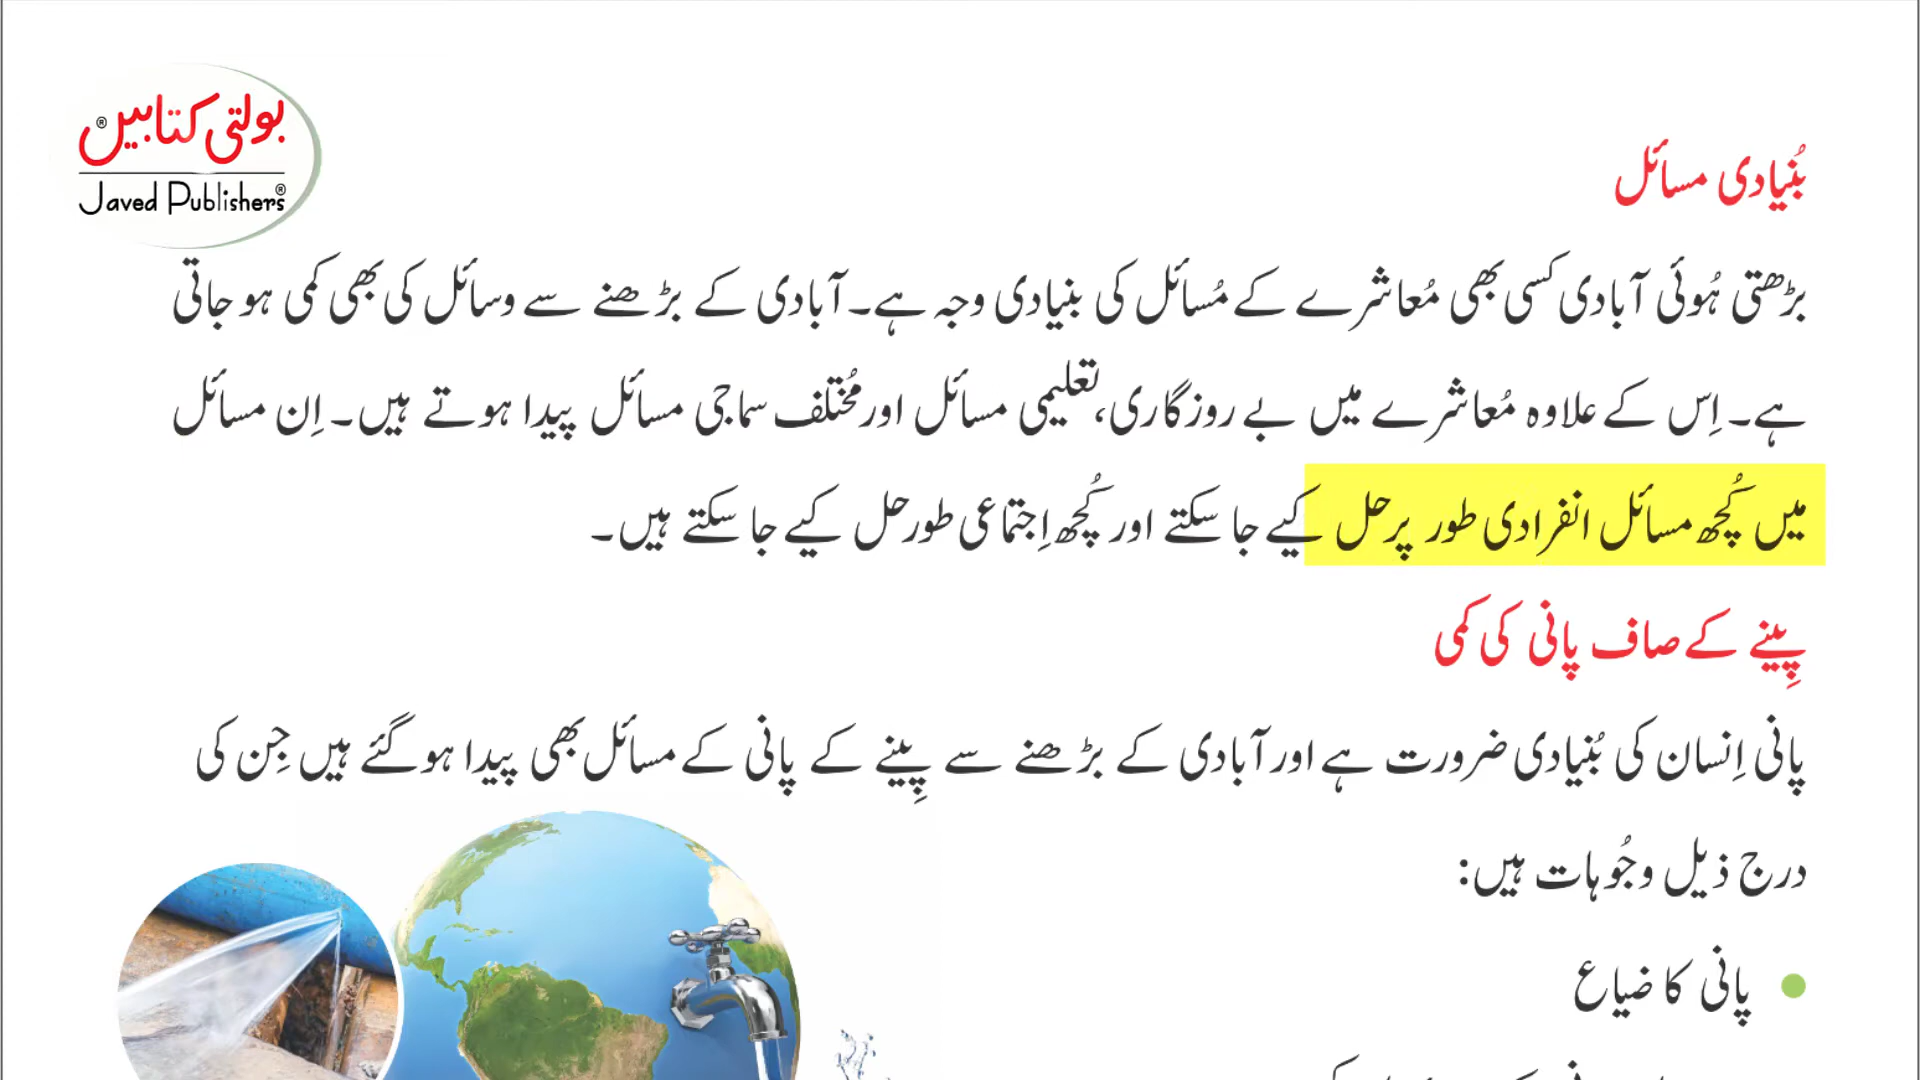 بولتی کتابیں®
Javed Publishers®
بُنیادی مسائل
بڑھتی ہُوئی آبادی کسی بھی مُعاشرے کے مُسائل کی بنیادی وجہ ہے۔ آبادی کے بڑھنے سے وسائل کی بھی کمی ہو جاتی
ہے۔ اِس کے علاوہ مُعاشرے میں بے روزگاری، تعلیمی مسائل اور مُختلف سماجی مسائل پیدا ہوتے ہیں۔ اِن مسائل
میں کُچھ مسائل انفرادی طور پر حل کیے جا سکتے اور کُچھ اِجتماعی طور حل کیے جا سکتے ہیں۔
پِینے کے صاف پانی کی کمی
پانی اِنسان کی بُنیادی ضرورت ہے اور آبادی کے بڑھنے سے پِینے کے پانی کے مسائل بھی پیدا ہو گئے ہیں جِن کی
درج ذیل وجُوہات ہیں:
● پانی کا ضیاع